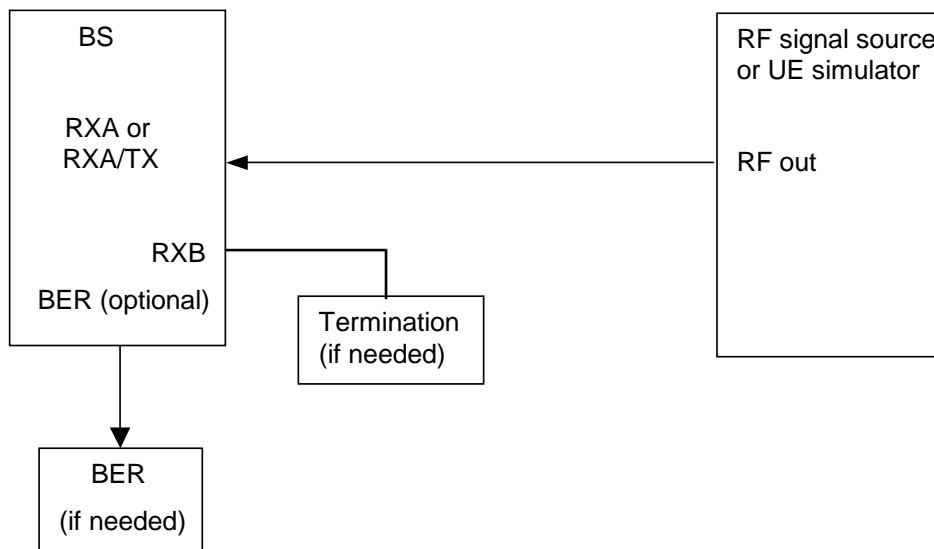 BS
RXA or
RXA/TX
RXB
BER (optional)
Termination
(if needed)
BER
(if needed)
RF signal source
or UE simulator
RF out